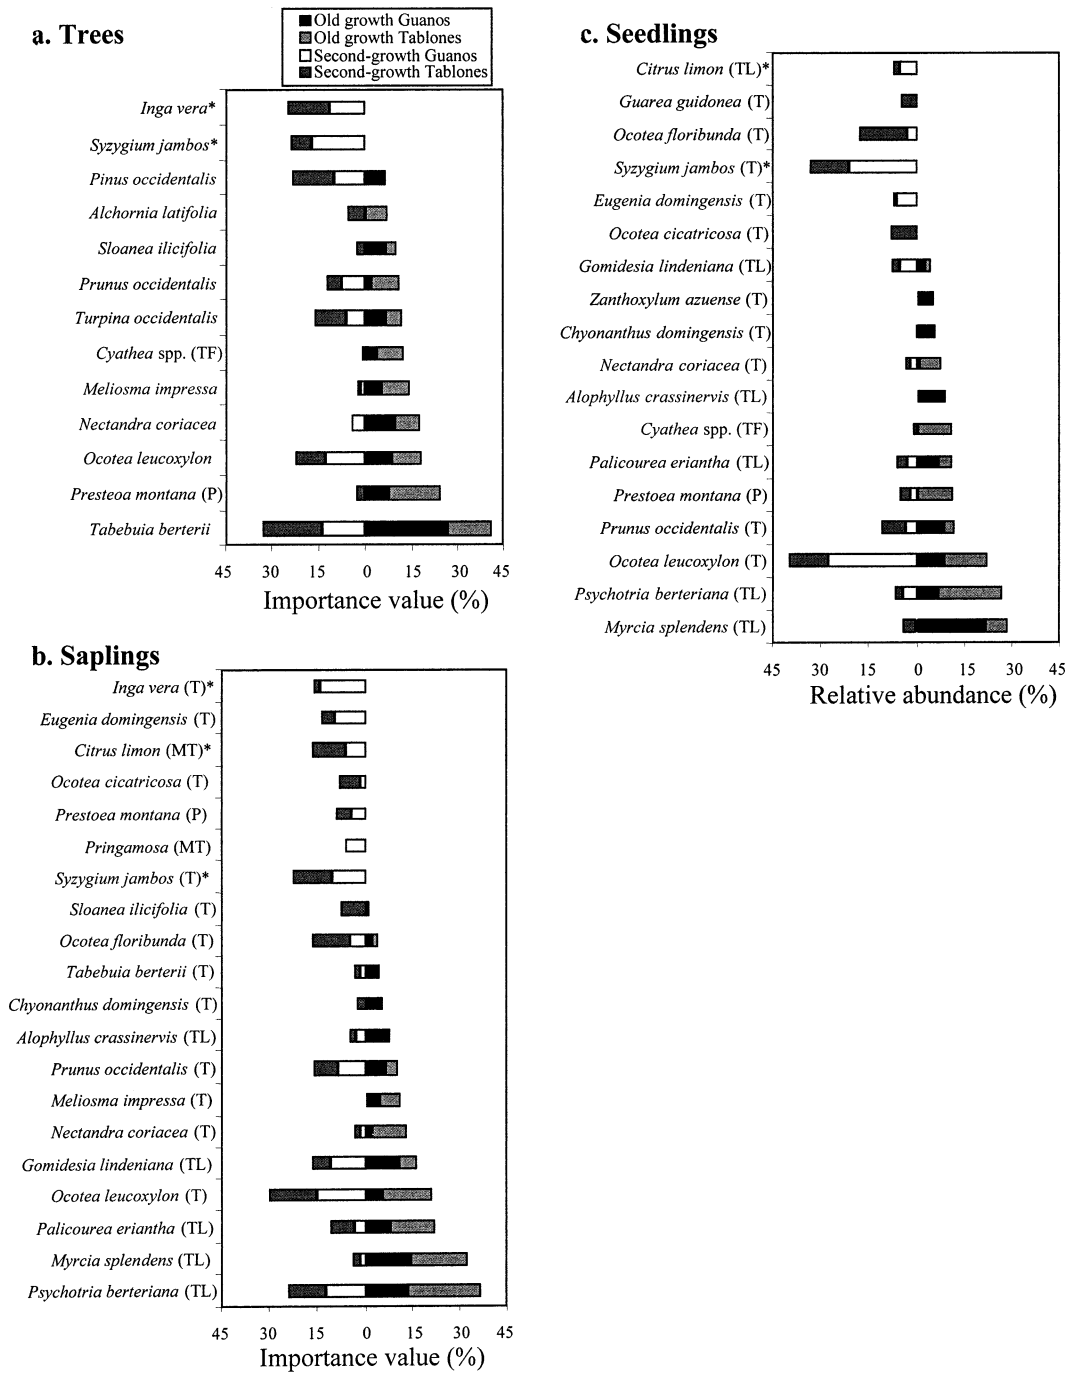 a. Trees
Old growth Guanos
Old growth Tablones
Second-growth Guanos
Second-growth Tablones
Inga vera*
Syzygium jambos*
Pinus occidentalis
Alchornia latifolia
Sloanea ilicifolia
Prunus occidentalis
Turpina occidentalis
Cyathea spp. (TF)
Meliosma impressa
Nectandra coriacea
Ocotea leucoxylon
Presteoa montana (P)
Tabebuia berterii
45 30 15 0 15 30 45
Importance value (%)
b. Saplings
Inga vera (T)*
Eugenia domingensis (T)
Citrus limon (MT)*
Ocotea cicatricosa (T)
Prestoea montana (P)
Pringamosa (MT)
Syzygium jambos (T)*
Sloanea ilicifolia (T)
Ocotea floribunda (T)
Tabebuia berterii (T)
Chyonanthus domingensis (T)
Alophyllus crassinervis (TL)
Prunus occidentalis (T)
Meliosma impressa (T)
Nectandra coriacea (T)
Gomidesia lindeniana (TL)
Ocotea leucoxylon (T)
Palicourea eriantha (TL)
Myrcia splendens (TL)
Psychotria berteriana (TL)
45 30 15 0 15 30 45
Importance value (%)
c. Seedlings
Citrus limon (TL)*
Guarea guidonea (T)
Ocotea floribunda (T)
Syzygium jambos (T)*
Eugenia domingensis (T)
Ocotea cicatricosa (T)
Gomidesia lindeniana (TL)
Zanthoxylum azuense (T)
Chyonanthus domingensis (T)
Nectandra coriacea (T)
Alophyllus crassinervis (TL)
Cyathea spp. (TF)
Palicourea eriantha (TL)
Prestoea montana (P)
Prunus occidentalis (T)
Ocotea leucoxylon (T)
Psychotria berteriana (TL)
Myrcia splendens (TL)
45 30 15 0 15 30 45
Relative abundance (%)